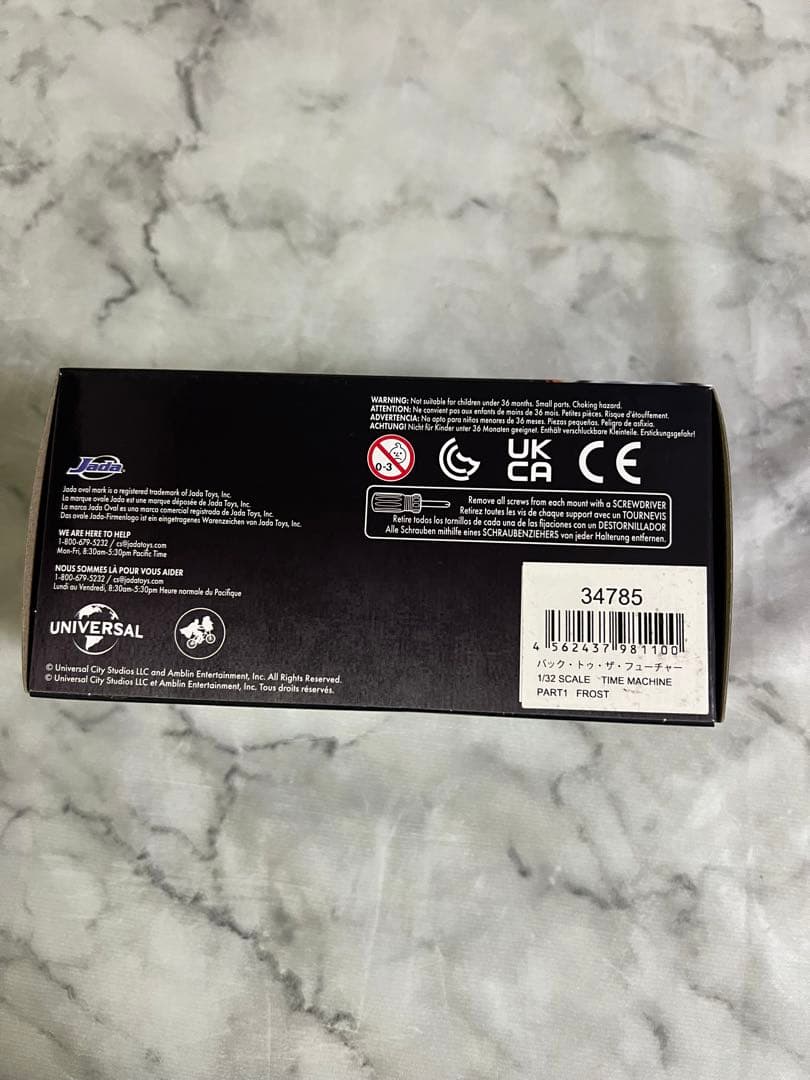 WARNING: Not suitable for children under 36 months. Small parts. Choking hazard.
ATTENTION: Ne convient pas aux enfants de moins de 36 mois. Petites pièces. Risque d'étouffement.
ADVERTENCIA: No apto para niños menores de 36 meses. Piezas pequeñas. Peligro de asfixia.
ACHTUNG! Nicht für Kinder unter 36 Monaten geeignet. Enthält verschluckbare Kleinteile. Erstickungsgefahr!
0-3
UK
CA
CE
Remove all screws from each mount with a SCREWDRIVER
Retirez toutes les vis de chaque support avec un TOURNEVIS
Retire todos los tornillos de cada una de las fijaciones con un DESTORNILLADOR
Alle Schrauben mithilfe eines SCHRAUBENZIEHERS von jeder Halterung entfernen.
Jada
Jada oval mark is a registered trademark of Jada Toys, Inc.
La marque ovale Jada est une marque déposée de Jada Toys, Inc.
La marca Jada Oval es una marca comercial registrada de Jada Toys, Inc.
Das ovale Jada-Firmenlogo ist ein eingetragenes Warenzeichen von Jada Toys, Inc.
WE ARE HERE TO HELP
1-800-679-5232 / cs@jadatoys.com
Mon-Fri, 8:30am-5:30pm Pacific Time
NOUS SOMMES LÀ POUR VOUS AIDER
1-800-679-5232 / cs@jadatoys.com
Lundi au Vendredi, 8:30am-5:30pm Heure normale du Pacifique
UNIVERSAL
© Universal City Studios LLC and Amblin Entertainment, Inc. All Rights Reserved.
© Universal City Studios LLC et Amblin Entertainment, Inc. Tous droits réservés.
34785
4 562437 981100
バック・トゥ・ザ・フューチャー
1/32 SCALE TIME MACHINE
PART1 FROST